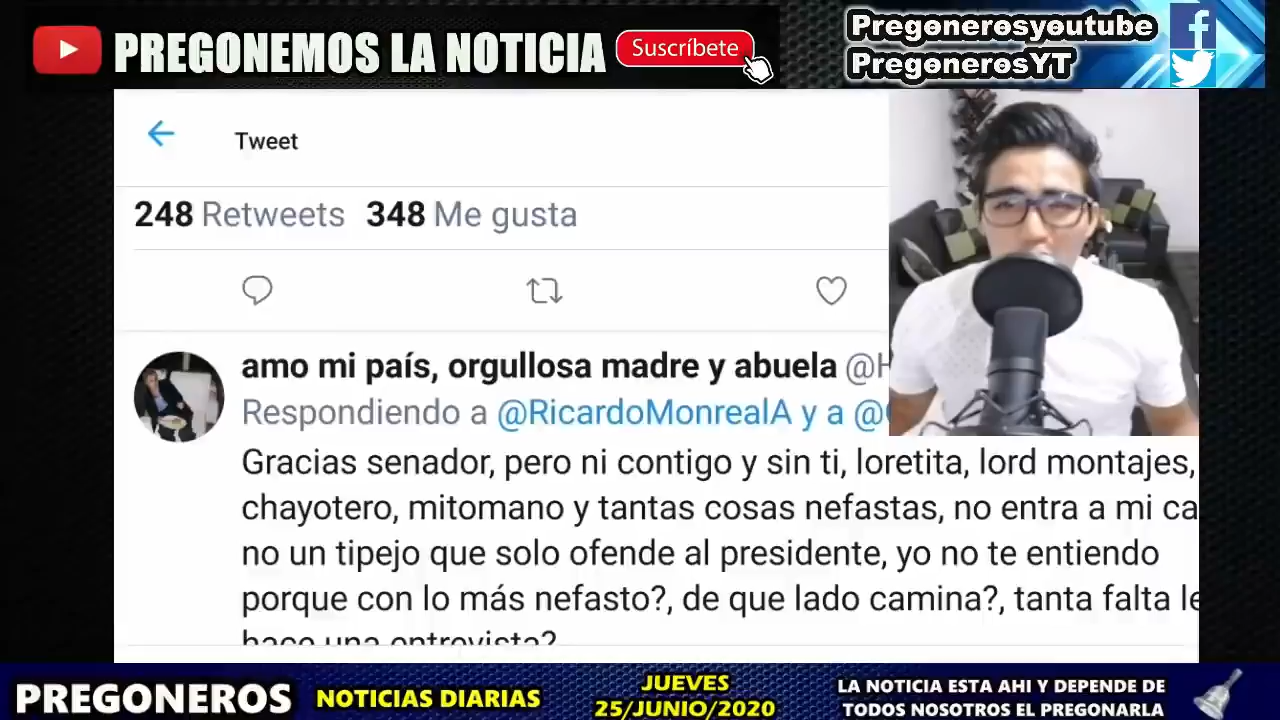 PREGONEMOS LA NOTICIA
Suscríbete
Pregonerosyoutube
PregonerosYT
Tweet
248 Retweets 348 Me gusta
amo mi país, orgullosa madre y abuela
Respondiendo a @RicardoMonrealA y a
Gracias senador, pero ni contigo y sin ti, loretita, lord montajes,
chayotero, mitomano y tantas cosas nefastas, no entra a mi
no un tipejo que solo ofende al presidente, yo no te entiendo
porque con lo más nefasto?, de que lado camina?, tanta falta
hace una entrevista?
PREGONEROS
NOTICIAS DIARIAS
JUEVES
25/JUNIO/2020
LA NOTICIA ESTA AHI Y DEPENDE DE
TODOS NOSOTROS EL PREGONARLA